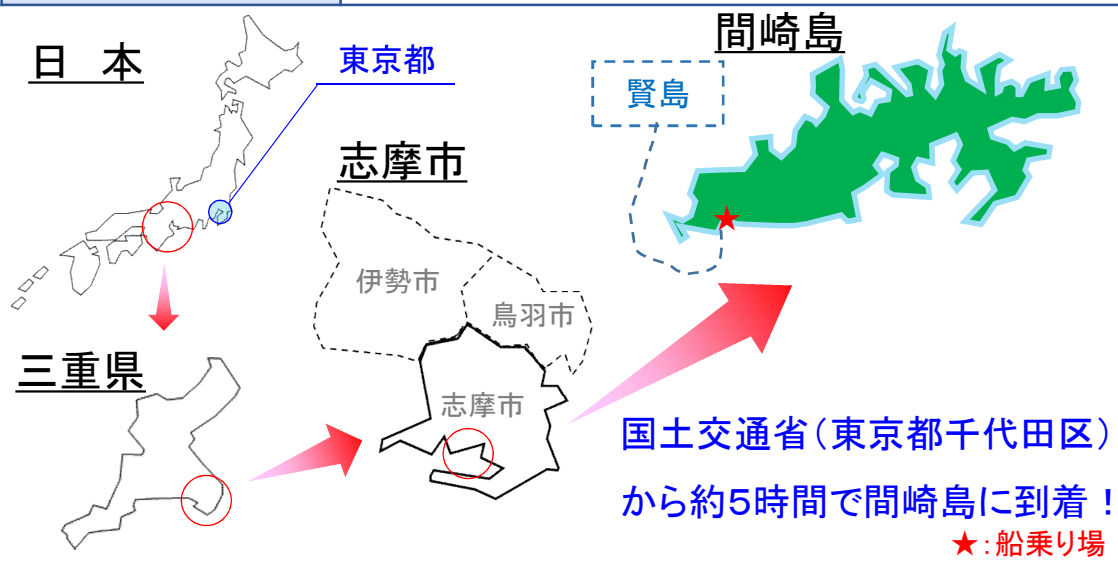 日　本
東京都
間崎島
賢島
志摩市
伊勢市
鳥羽市
三重県
志摩市
国土交通省（東京都千代田区）
から約5時間で間崎島に到着！
★：船乗り場